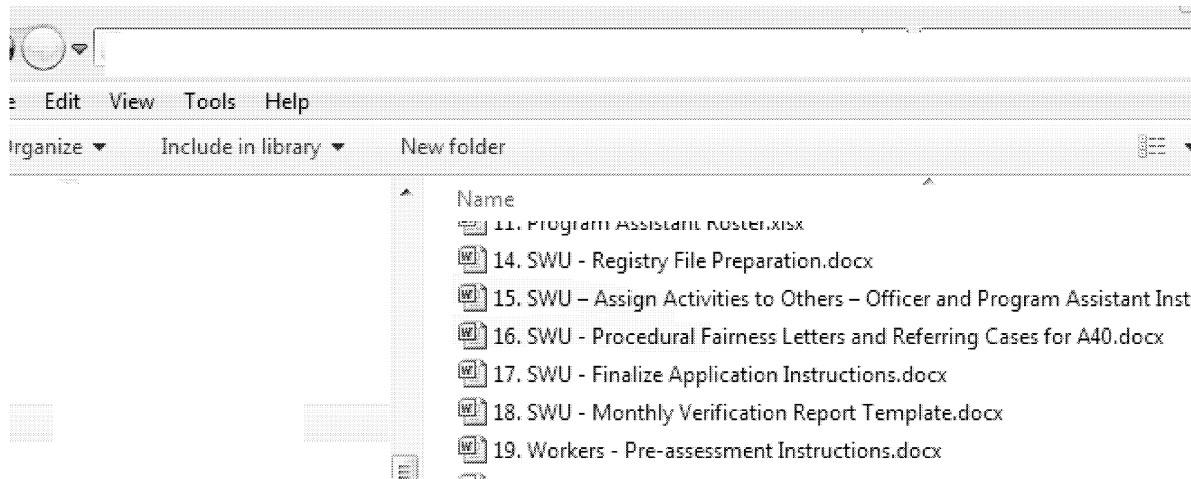 Edit View Tools Help
Include in library New folder
Name
11. Program Assistant Roster.xlsx
14. SWU - Registry File Preparation.docx
15. SWU – Assign Activities to Others – Officer and Program Assistant Inst
16. SWU - Procedural Fairness Letters and Referring Cases for A40.docx
17. SWU - Finalize Application Instructions.docx
18. SWU - Monthly Verification Report Template.docx
19. Workers - Pre-assessment Instructions.docx